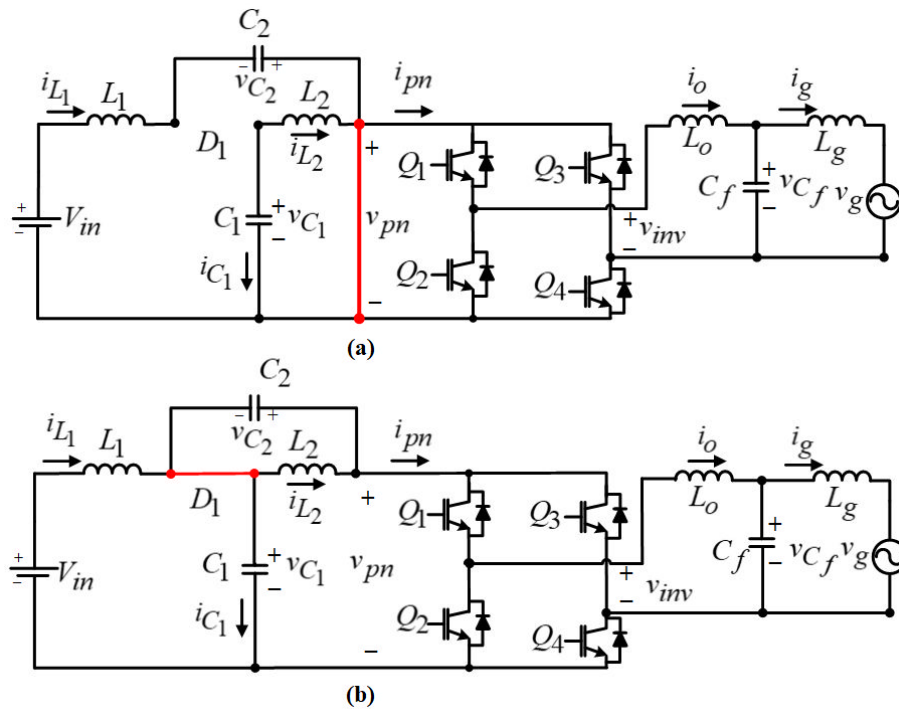 C2
− +
vC2
iL1
L1
L2
ipn
io
ig
D1
iL2
+
Q1
Q3
Lo
Lg
+
Vin
−
C1
+
vC1
−
vpn
Cf
+
vCf
−
vg
+
vinv
−
iC1
Q2
Q4
−
(a)
C2
− +
vC2
iL1
L1
L2
ipn
io
ig
D1
iL2
+
Q1
Q3
Lo
Lg
+
Vin
−
C1
+
vC1
−
vpn
Cf
+
vCf
−
vg
+
vinv
−
iC1
Q2
Q4
−
(b)